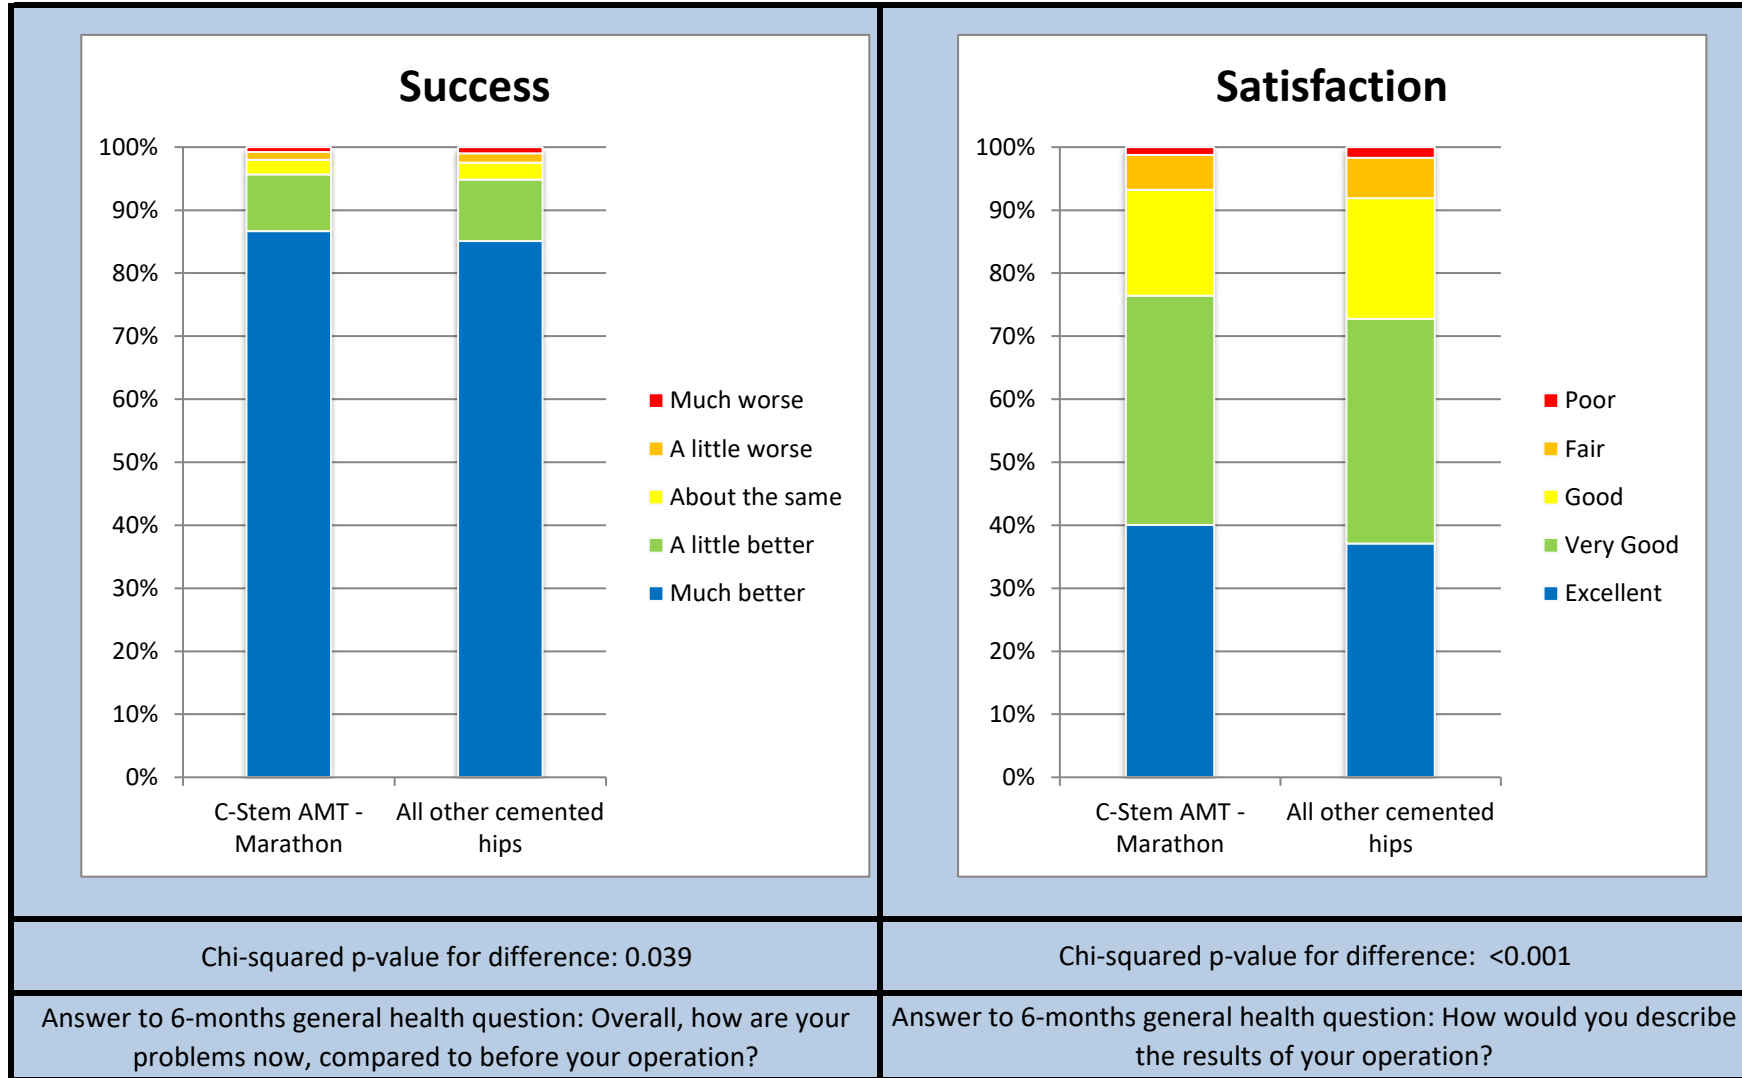 Success
100%
90%
80%
70%
60%
50%
40%
30%
20%
10%
0%
C-Stem AMT -
Marathon
All other cemented
hips
Much worse
A little worse
About the same
A little better
Much better
Satisfaction
100%
90%
80%
70%
60%
50%
40%
30%
20%
10%
0%
C-Stem AMT -
Marathon
All other cemented
hips
Poor
Fair
Good
Very Good
Excellent
Chi-squared p-value for difference: 0.039
Chi-squared p-value for difference: <0.001
Answer to 6-months general health question: Overall, how are your
problems now, compared to before your operation?
Answer to 6-months general health question: How would you describe
the results of your operation?